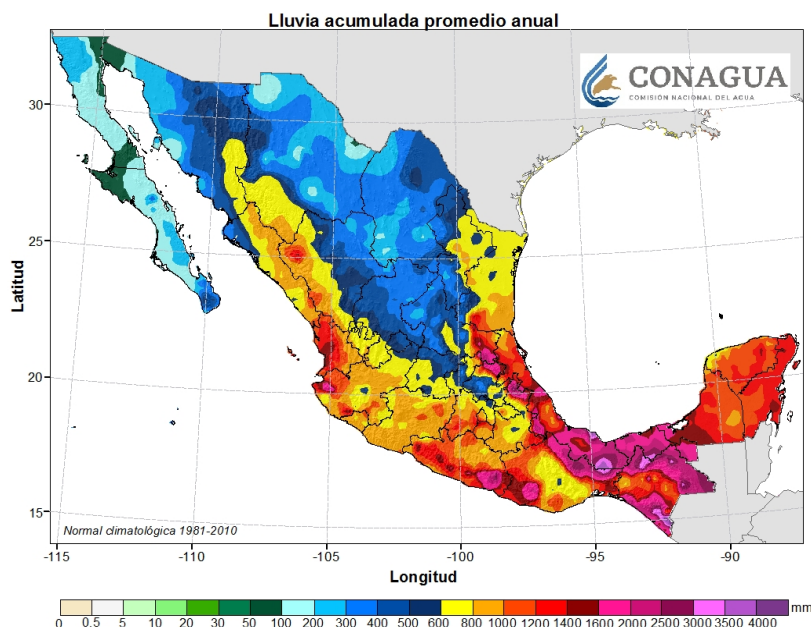 Lluvia acumulada promedio anual
CONAGUA
COMISIÓN NACIONAL DEL AGUA
30
25
20
15
Latitud
Normal climatológica 1981-2010
-115
-110
-105
-100
-95
-90
Longitud
0 0.5 5 10 20 30 50 100 200 300 400 500 600 800 1000 1200 1400 1600 2000 2500 3000 3500 4000 mm